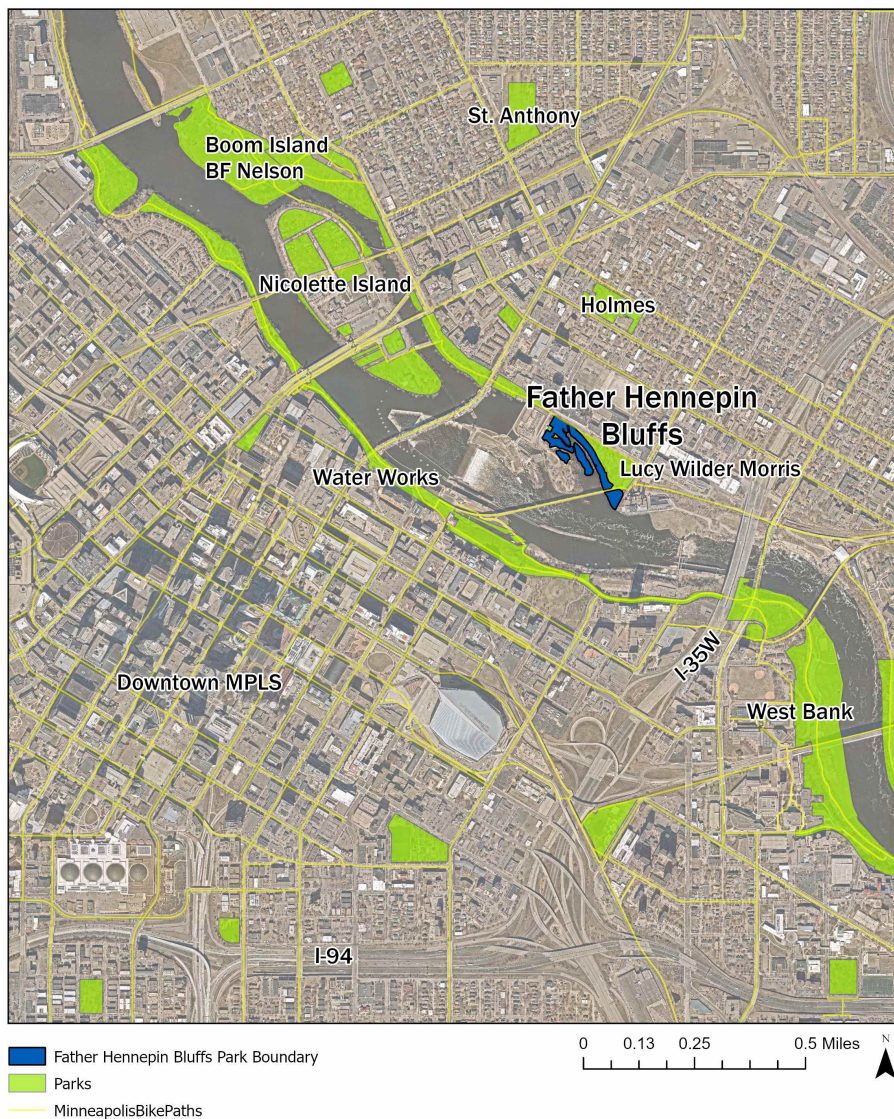 St. Anthony
Boom Island
BF Nelson
Nicolette Island
Holmes
Father Hennepin
Bluffs
Lucy Wilder Morris
Water Works
I-35W
Downtown MPLS
West Bank
I-94
Father Hennepin Bluffs Park Boundary
Parks
MinneapolisBikePaths
0 0.13 0.25 0.5 Miles
N